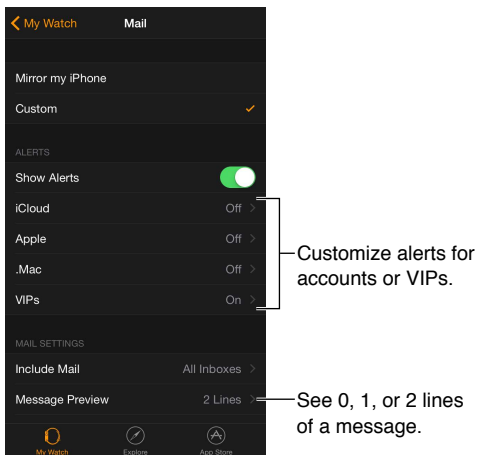 My Watch Mail
Mirror my iPhone
Custom
ALERTS
Show Alerts
iCloud Off
Apple Off
.Mac Off
VIPs On
Customize alerts for
accounts or VIPs.
MAIL SETTINGS
Include Mail All Inboxes
Message Preview 2 Lines
See 0, 1, or 2 lines
of a message.
My Watch Explore App Store